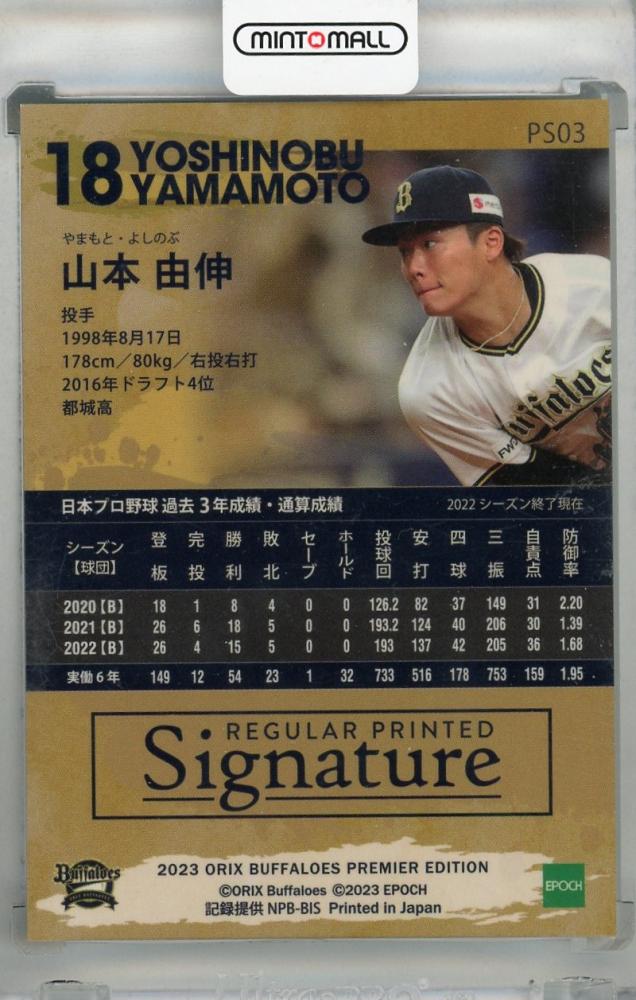 MINTMALL
PS03
18 YOSHINOBU
YAMAMOTO
やまもと・よしのぶ
山本 由伸
投手
1998年8月17日
178cm／80kg／右投右打
2016年ドラフト4位
都城高
B
Buffaloes
日本プロ野球 過去 3年成績・通算成績 2022 シーズン終了現在
シーズン【球団】 登板 完投 勝利 敗北 セーブ ホールド 投球回 安打 四球 三振 自責点 防御率
2020【B】 18 1 8 4 0 0 126.2 82 37 149 31 2.20
2021【B】 26 6 18 5 0 0 193.2 124 40 206 30 1.39
2022【B】 26 4 15 5 0 0 193 137 42 205 36 1.68
実働 6 年 149 12 54 23 1 32 733 516 178 753 159 1.95
REGULAR PRINTED
Signature
Buffaloes
2023 ORIX BUFFALOES PREMIER EDITION
©ORIX Buffaloes ©2023 EPOCH
記録提供 NPB-BIS Printed in Japan
EPOCH